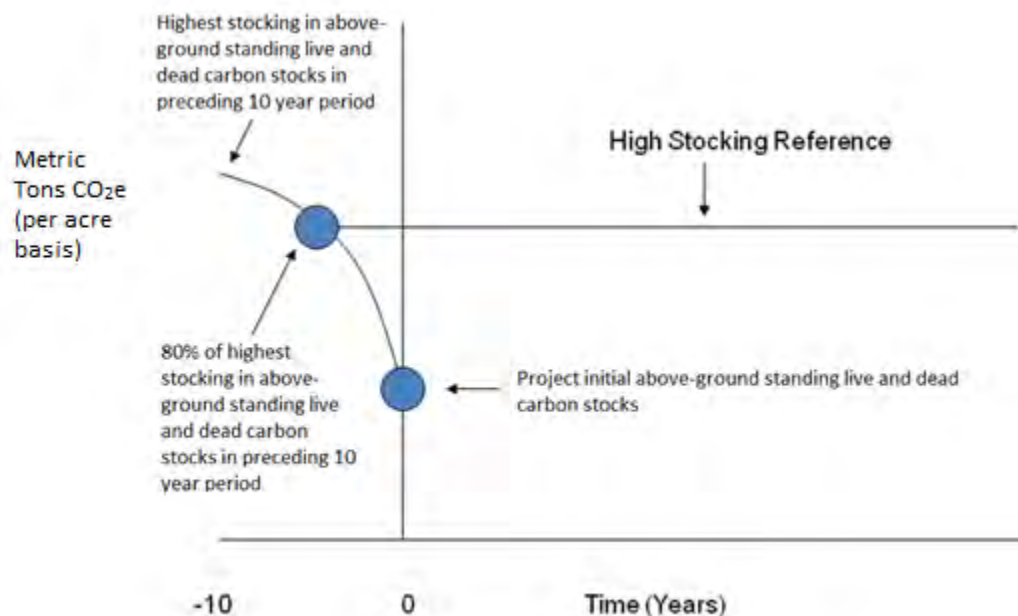 Highest stocking in above-
ground standing live and
dead carbon stocks in
preceding 10 year period
Metric
Tons CO₂e
(per acre
basis)
High Stocking Reference
80% of highest
stocking in above-
ground standing live
and dead carbon
stocks in preceding 10
year period
Project initial above-ground standing live and dead
carbon stocks
-10
0
Time (Years)